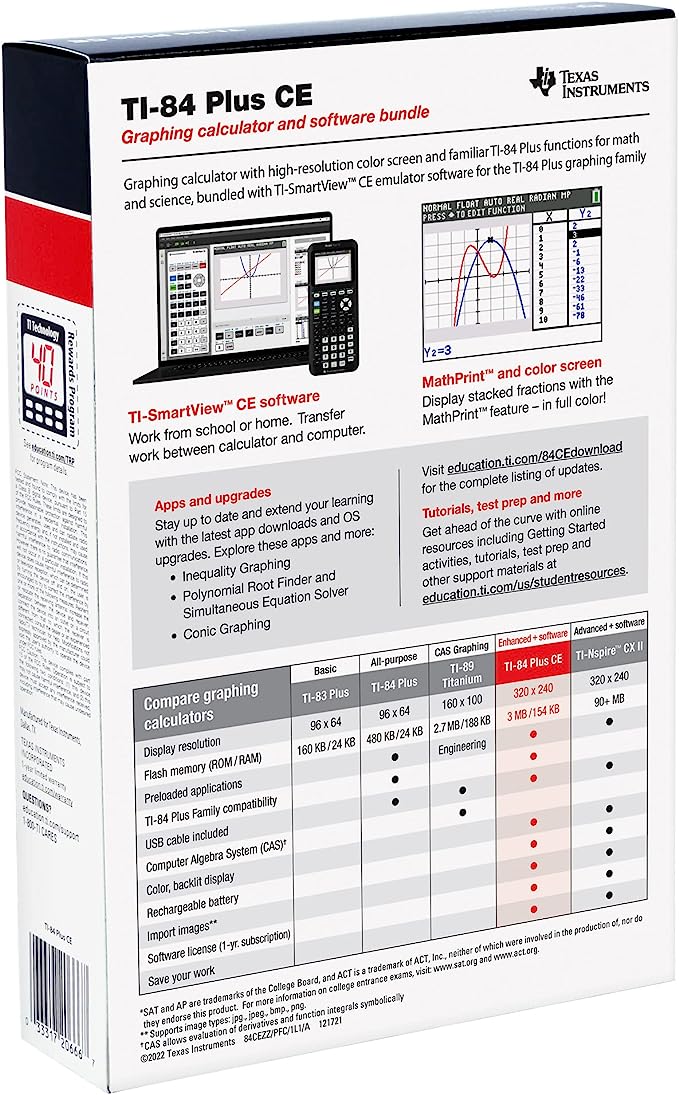 TI-84 Plus CE
Graphing calculator and software bundle
TEXAS
INSTRUMENTS
Graphing calculator with high-resolution color screen and familiar TI-84 Plus functions for math
and science, bundled with TI-SmartView™ CE emulator software for the TI-84 Plus graphing family
NORMAL FLOAT AUTO REAL RADIAN MP
PRESS + TO EDIT FUNCTION
X Y2
0 2
1 3
2 2
3 -1
4 -6
5 -13
6 -22
7 -33
8 -46
9 -61
10 -78
Y2=3
TI-SmartView™ CE software
Work from school or home. Transfer
work between calculator and computer.
MathPrint™ and color screen
Display stacked fractions with the
MathPrint™ feature – in full color!
Apps and upgrades
Stay up to date and extend your learning
with the latest app downloads and OS
upgrades. Explore these apps and more:
• Inequality Graphing
• Polynomial Root Finder and
Simultaneous Equation Solver
• Conic Graphing
Visit education.ti.com/84CEdownload
for the complete listing of updates.
Tutorials, test prep and more
Get ahead of the curve with online
resources including Getting Started
activities, tutorials, test prep and
other support materials at
education.ti.com/us/studentresources.
Compare graphing
calculators
Basic
TI-83 Plus
All-purpose
TI-84 Plus
CAS Graphing
TI-89
Titanium
Enhanced + software
TI-84 Plus CE
Advanced + software
TI-Nspire™ CX II
Display resolution 96 x 64 96 x 64 160 x 100 320 x 240 320 x 240
Flash memory (ROM/RAM) 160 KB/24 KB 480 KB/24 KB 2.7 MB/188 KB 3 MB/154 KB 90+ MB
Preloaded applications • Engineering • •
TI-84 Plus Family compatibility • •
USB cable included • • • •
Computer Algebra System (CAS)† •
Color, backlit display • •
Rechargeable battery • •
Import images** • •
Software license (1-yr. subscription) • •
Save your work • •
*SAT and AP are trademarks of the College Board, and ACT is a trademark of ACT, Inc., neither of which were involved in the production of, nor do
they endorse this product. For more information on college entrance exams, visit: www.sat.org and www.act.org.
**Supports image types: jpg., jpeg., bmp., png.
†CAS allows evaluation of derivatives and function integrals symbolically
©2022 Texas Instruments 84CEZZ/PFC/1L1/A 121721
TI Technology
40
POINTS
Rewards Program
See education.ti.com/TRP
for program details
Manufactured for Texas Instruments,
Dallas, TX
TEXAS INSTRUMENTS
INCORPORATED
1-year limited warranty
education.ti.com/warranty
QUESTIONS?
education.ti.com/support
1-800-TI CARES
TI-84 Plus CE
0 33317 20666 7